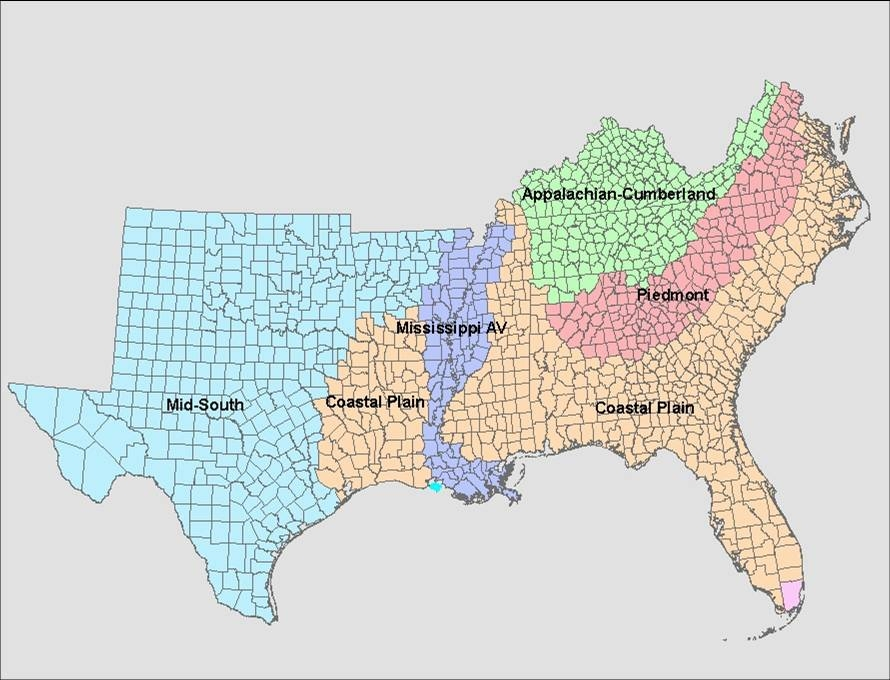 Appalachian-Cumberland
Piedmont
Mississippi AV
Mid-South
Coastal Plain
Coastal Plain